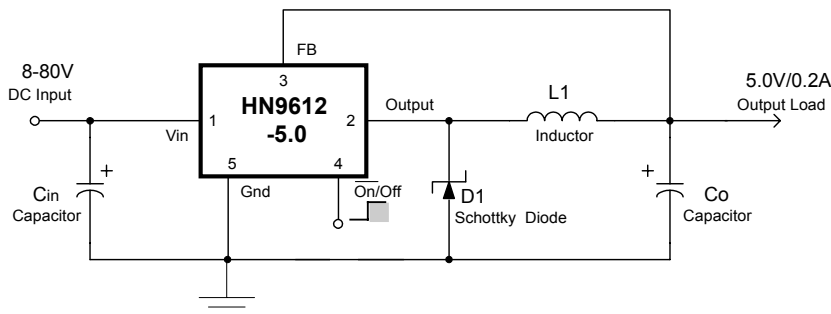 FB
8-80V
DC Input
3
HN9612
-5.0
1
2
Vin
Output
L1
Inductor
5.0V/0.2A
Output Load
5
4
Gnd
On/Off
+
Cin
Capacitor
D1
Schottky Diode
+
Co
Capacitor